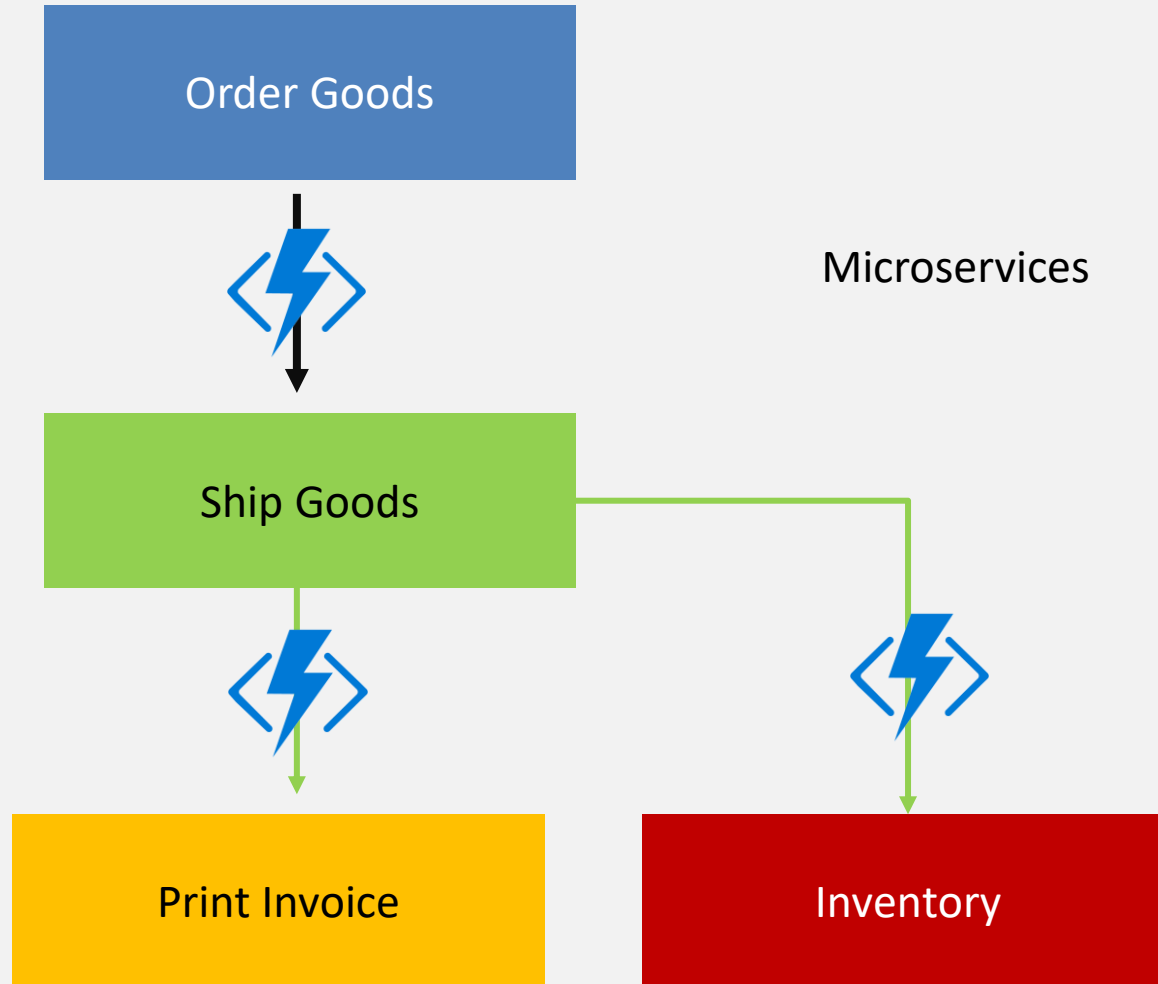 Order Goods
Microservices
Ship Goods
Print Invoice
Inventory